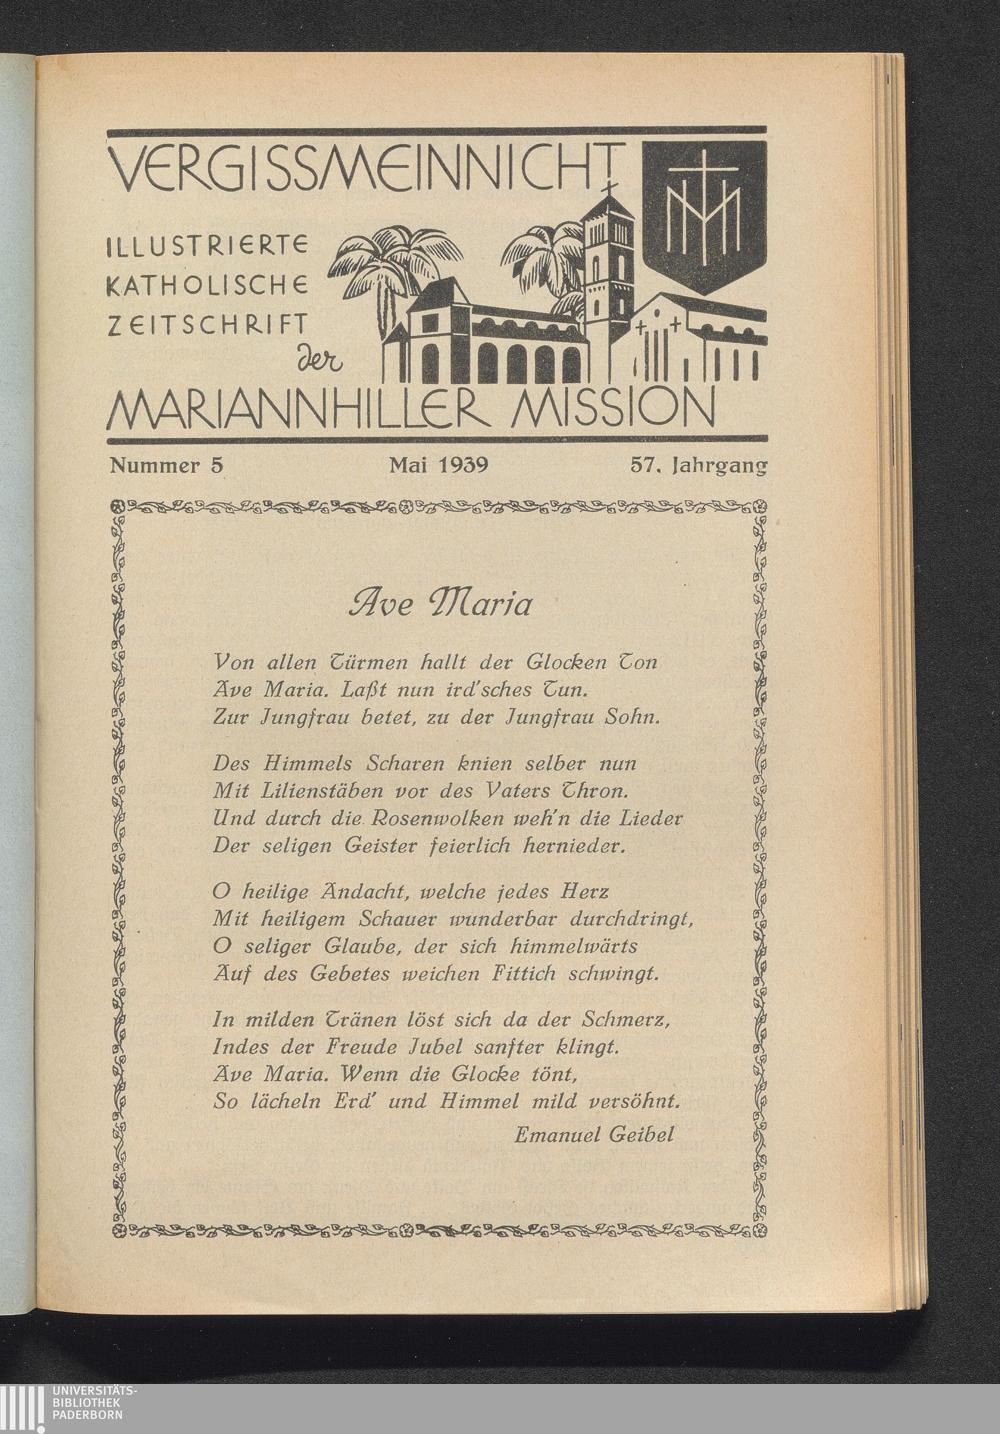 VERGISSMEINNICHT
ILLUSTRIERTE
KATHOLISCHE
ZEITSCHRIFT
der
MARIANNHILLER MISSION
Nummer 5 Mai 1939 57. Jahrgang
Ave Maria
Von allen Türmen hallt der Glocken Ton
Ave Maria. Laßt nun ird'sches Tun.
Zur Jungfrau betet, zu der Jungfrau Sohn.
Des Himmels Scharen knien selber nun
Mit Lilienstäben vor des Vaters Thron.
Und durch die Rosenwolken weh'n die Lieder
Der seligen Geister feierlich hernieder.
O heilige Andacht, welche jedes Herz
Mit heiligem Schauer wunderbar durchdringt,
O seliger Glaube, der sich himmelwärts
Auf des Gebetes weichen Fittich schwingt.
In milden Tränen löst sich da der Schmerz,
Indes der Freude Jubel sanfter klingt.
Ave Maria. Wenn die Glocke tönt,
So lächeln Erd' und Himmel mild versöhnt.
Emanuel Geibel
UNIVERSITÄTS-
BIBLIOTHEK
PADERBORN